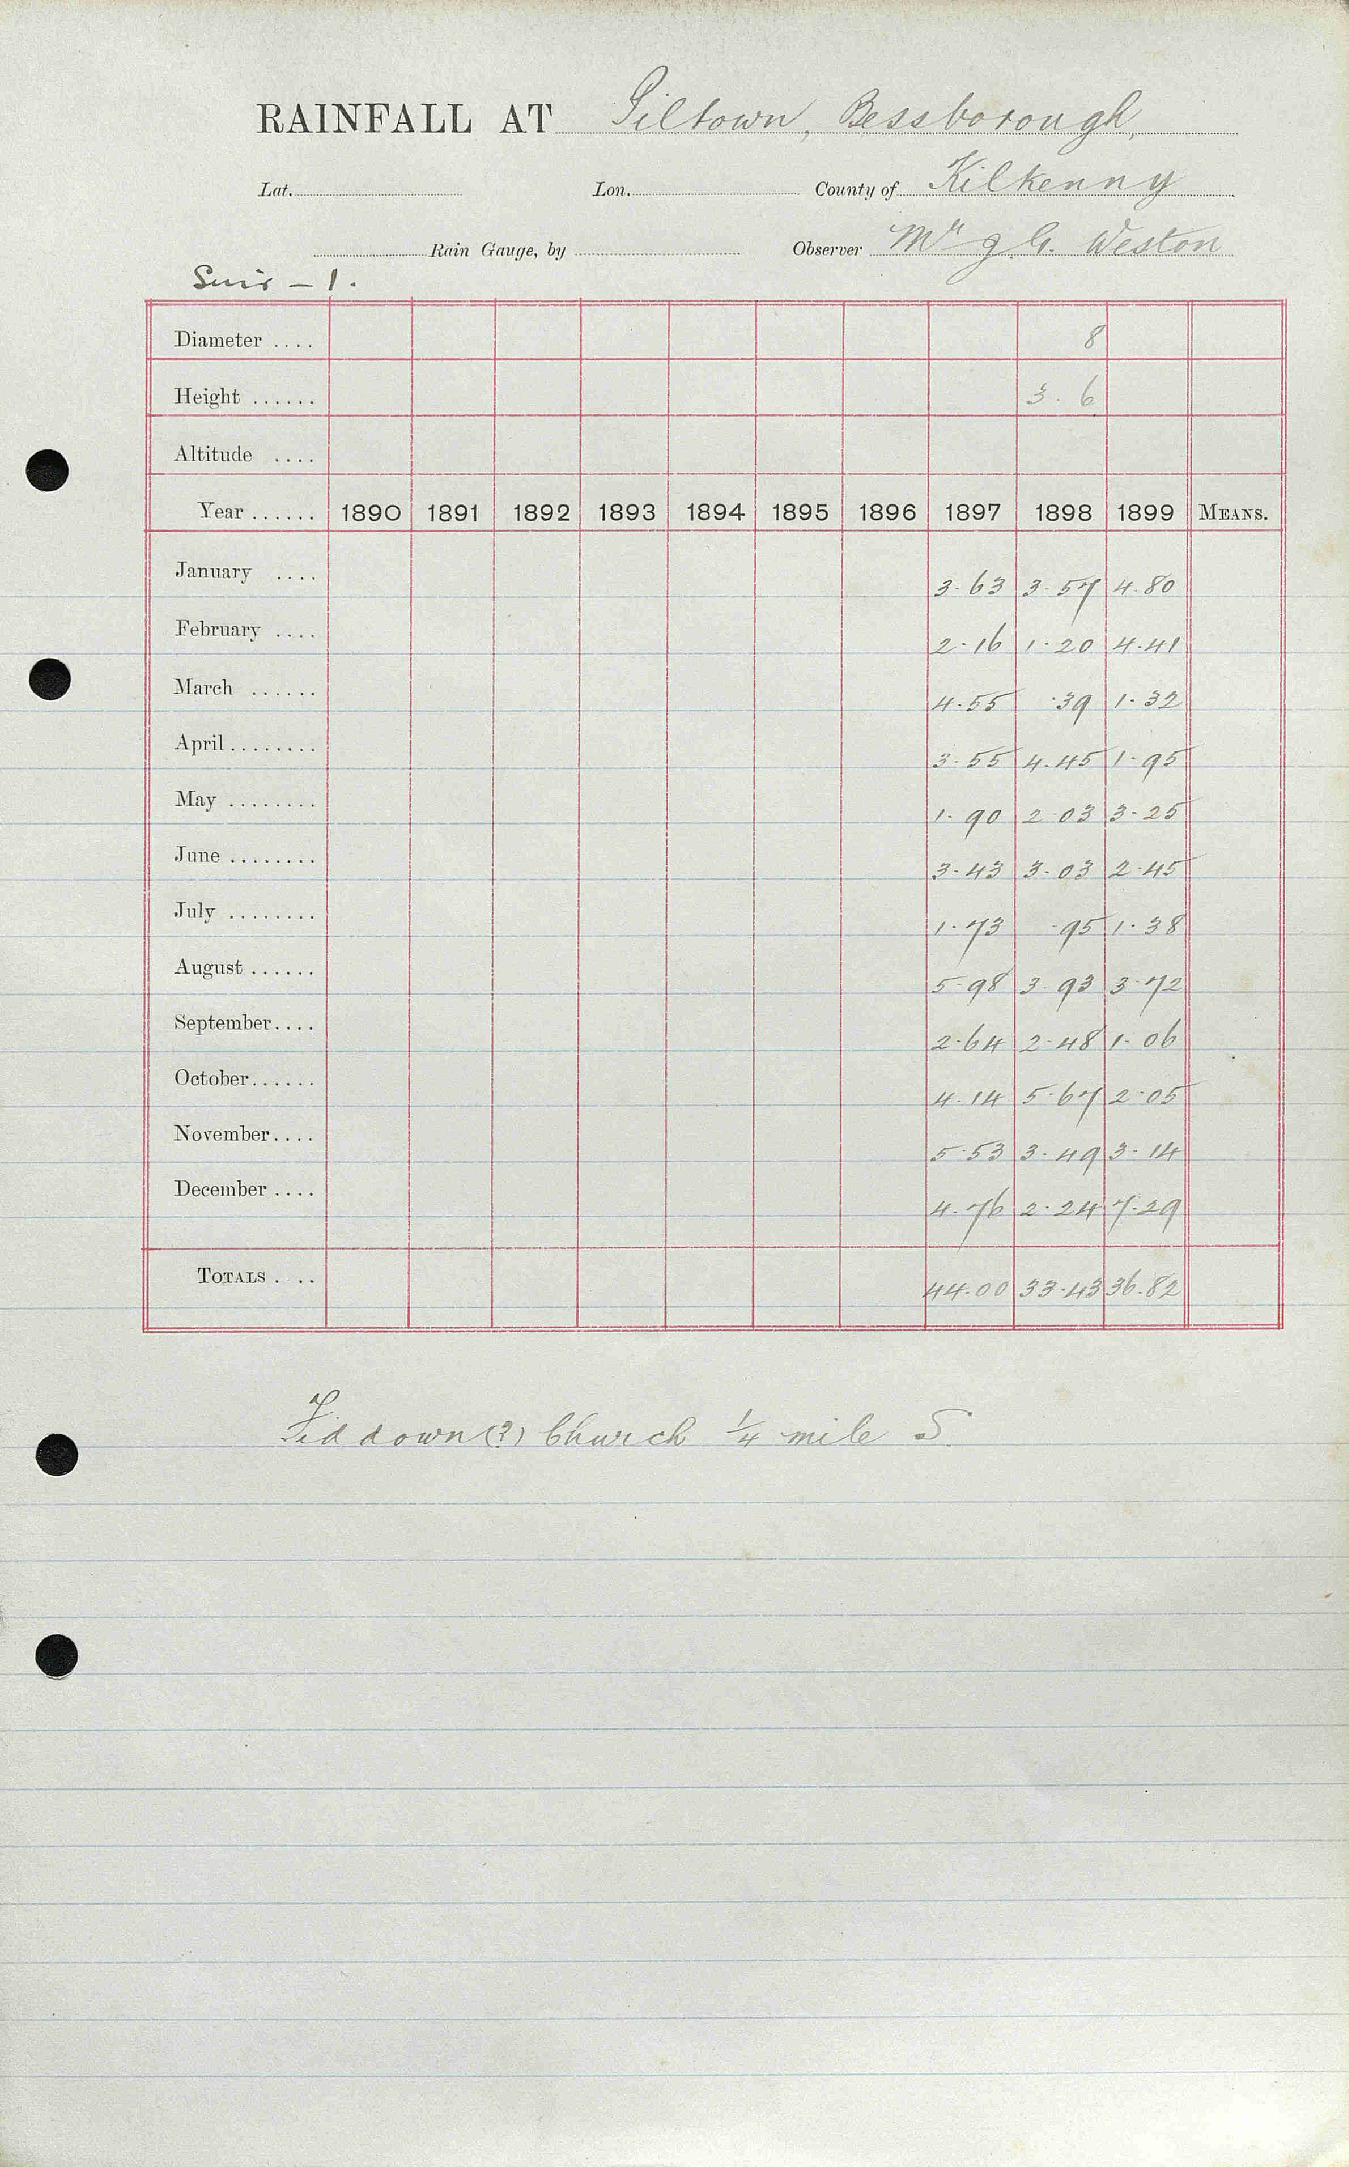 RAINFALL AT Piltown, Bessborough,
Lat. Lon. County of Kilkenny
Rain Gauge, by Observer Mr J. G. Weston
Suir - 1.
Diameter .... 8
Height ...... 3. 6
Altitude ....
Year ...... 1890 1891 1892 1893 1894 1895 1896 1897 1898 1899 MEANS.
January .... 3.63 3.57 4.80
February .... 2.16 1.20 4.41
March ...... 4.55 .39 1.32
April ........ 3.55 4.45 1.95
May ........ 1.90 2.03 3.25
June ........ 3.43 3.03 2.45
July ........ 1.73 .95 1.38
August ...... 5.98 3.93 3.72
September.... 2.64 2.48 1.06
October...... 4.14 5.67 2.05
November.... 5.53 3.49 3.14
December .... 4.76 2.24 7.29
TOTALS . .. 44.00 33.43 36.82
Fiddown(?) Church 1/4 mile S.